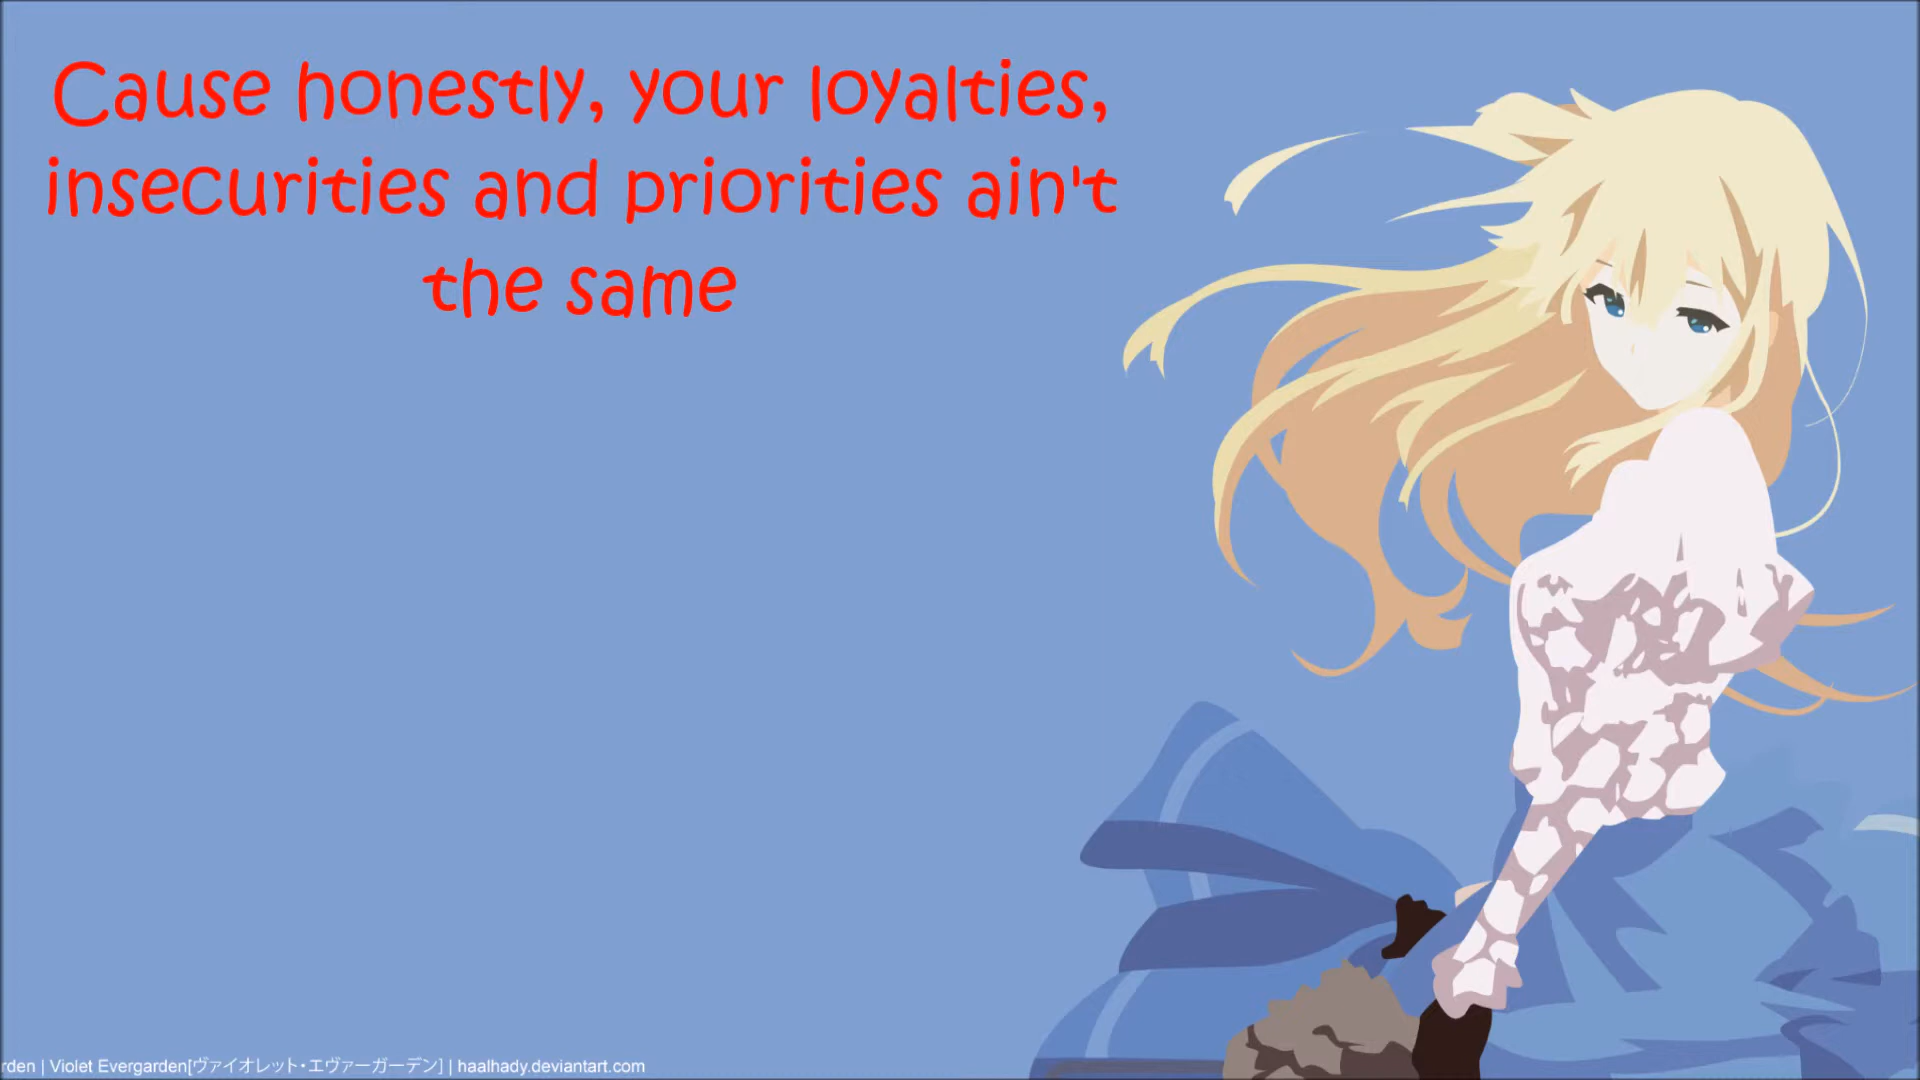 Cause honestly, your loyalties,
insecurities and priorities ain't
the same
rden | Violet Evergarden[ヴァイオレット・エヴァーガーデン] | haalhady.deviantart.com